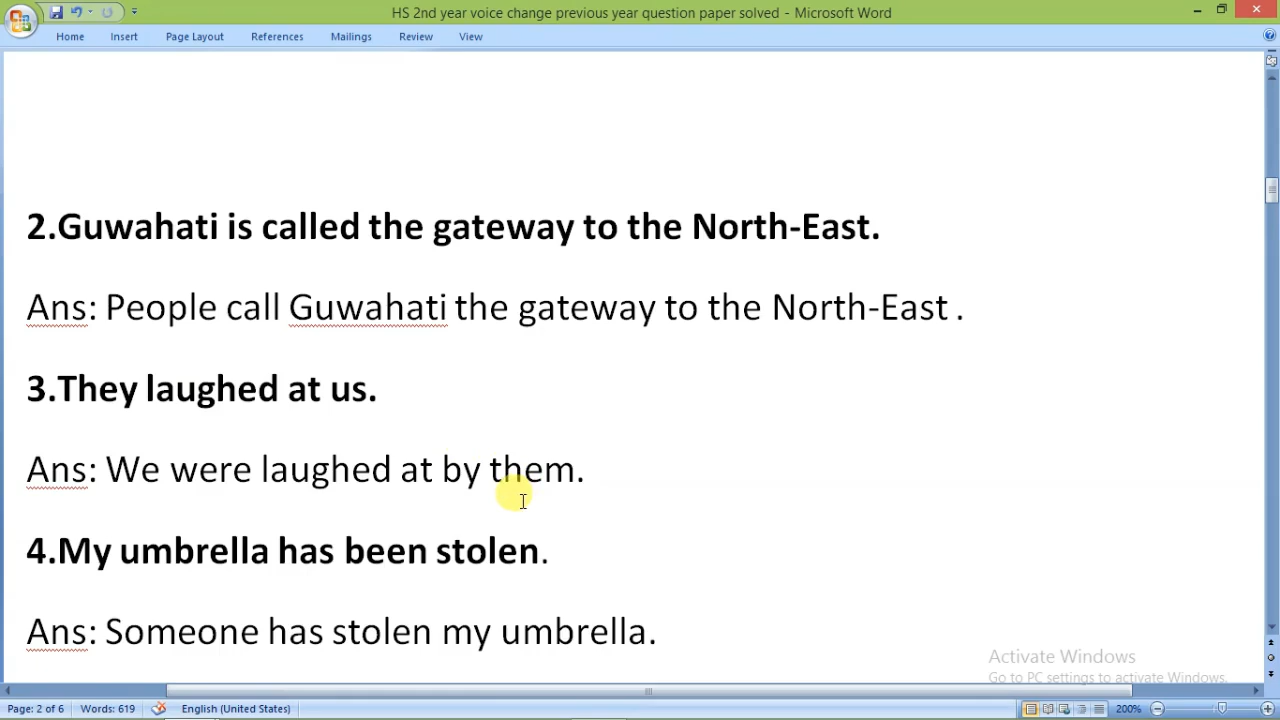 HS 2nd year voice change previous year question paper solved - Microsoft Word
Home Insert Page Layout References Mailings Review View
2.Guwahati is called the gateway to the North-East.
Ans: People call Guwahati the gateway to the North-East .
3.They laughed at us.
Ans: We were laughed at by them.
4.My umbrella has been stolen.
Ans: Someone has stolen my umbrella.
Activate Windows
Go to PC settings to activate Windows.
Page: 2 of 6 Words: 619 English (United States) 200%